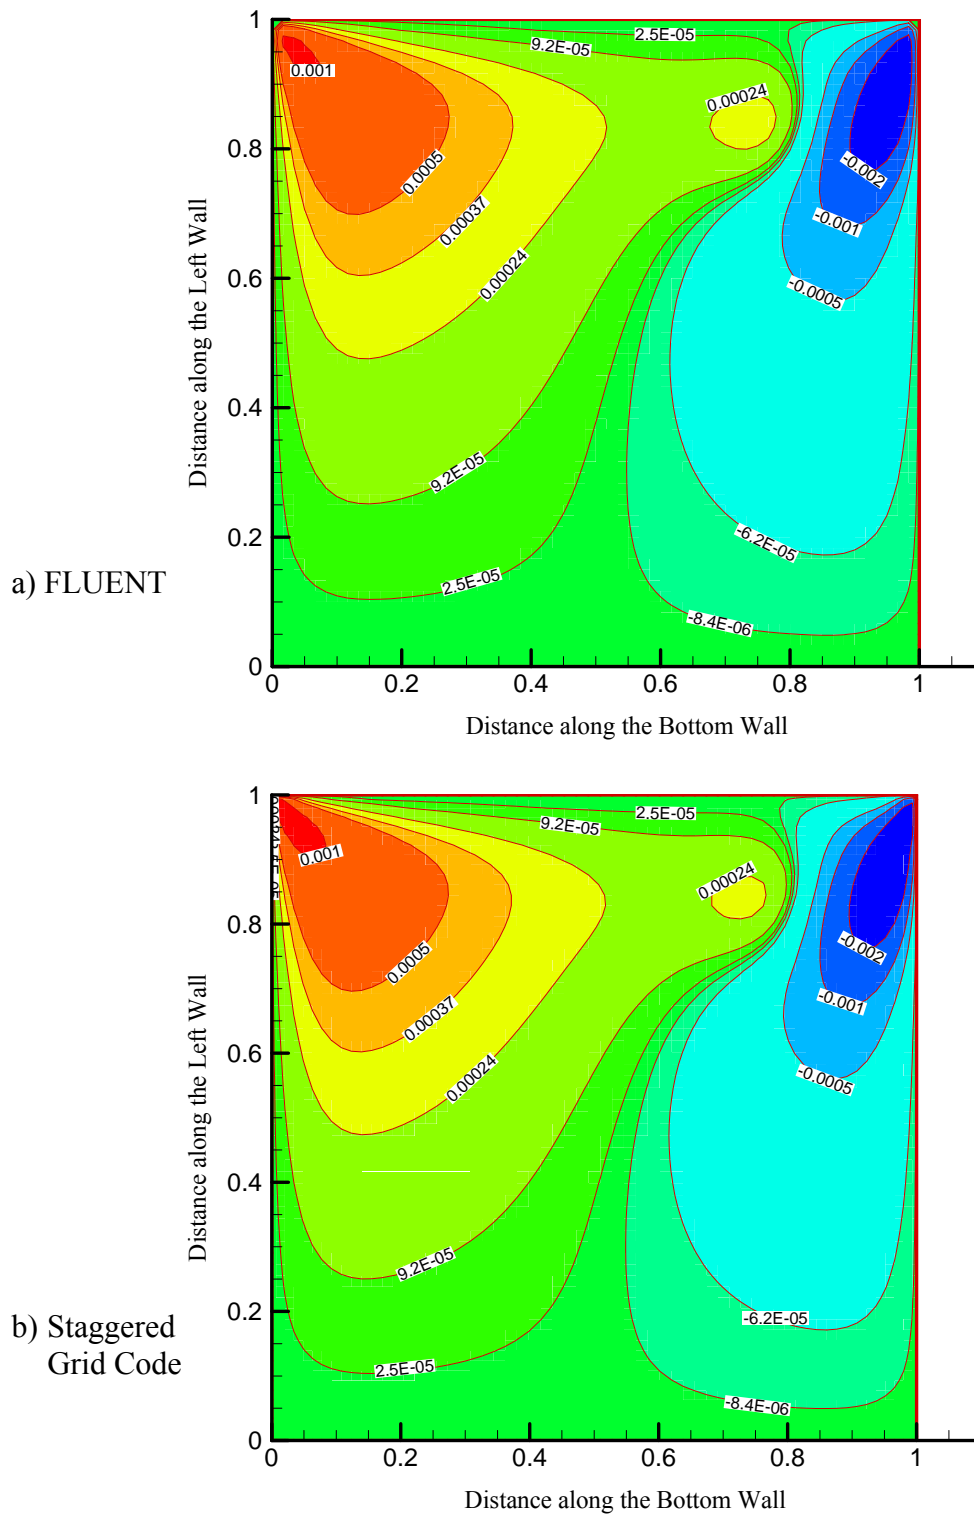 1
2.5E-05
9.2E-05
0.001
0.00024
0.8
-0.002
0.0005
0.00037
-0.001
0.00024
0.6
-0.0005
Distance along the Left Wall
0.4
9.2E-05
0.2
-6.2E-05
a) FLUENT
2.5E-05
-8.4E-06
0
0 0.2 0.4 0.6 0.8 1
Distance along the Bottom Wall
1
2.5E-05
9.2E-05
0.001
0.00024
0.8
-0.002
0.0005
-0.001
0.00037
0.6
0.00024
-0.0005
Distance along the Left Wall
0.4
9.2E-05
0.2
-6.2E-05
b) Staggered
Grid Code
2.5E-05
-8.4E-06
0
0 0.2 0.4 0.6 0.8 1
Distance along the Bottom Wall